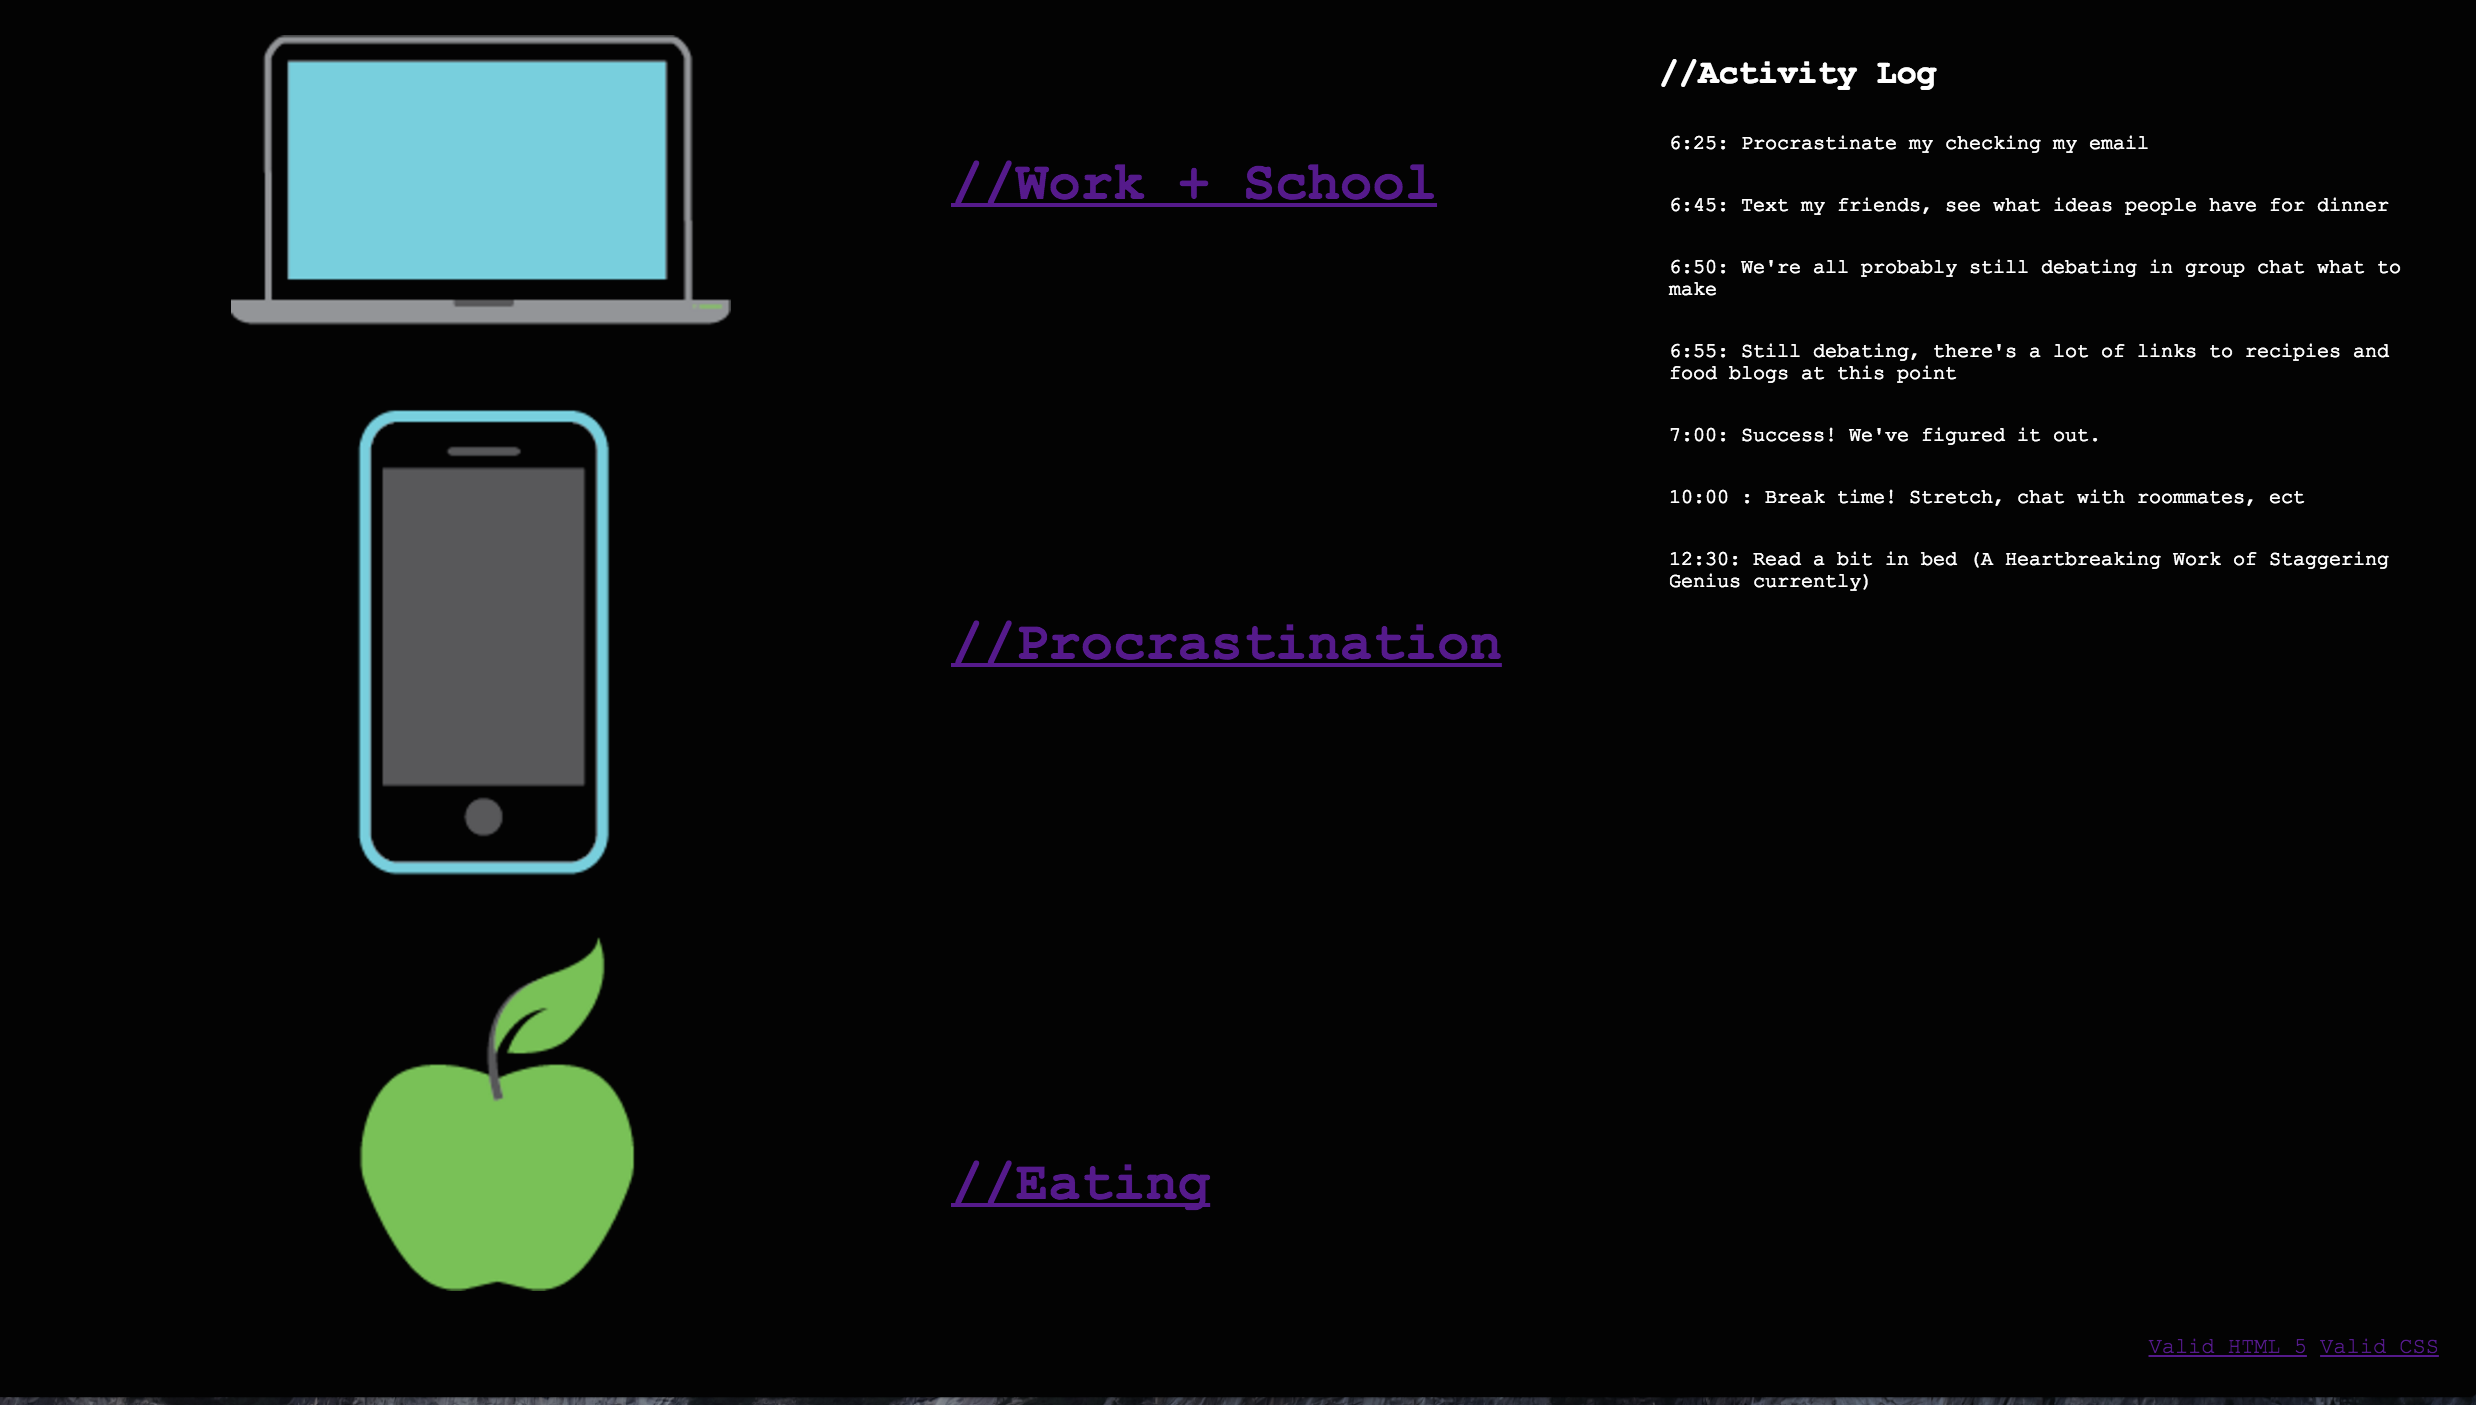 //Work + School
//Procrastination
//Eating
//Activity Log
6:25: Procrastinate my checking my email
6:45: Text my friends, see what ideas people have for dinner
6:50: We're all probably still debating in group chat what to
make
6:55: Still debating, there's a lot of links to recipies and
food blogs at this point
7:00: Success! We've figured it out.
10:00 : Break time! Stretch, chat with roommates, ect
12:30: Read a bit in bed (A Heartbreaking Work of Staggering
Genius currently)
Valid HTML 5 Valid CSS